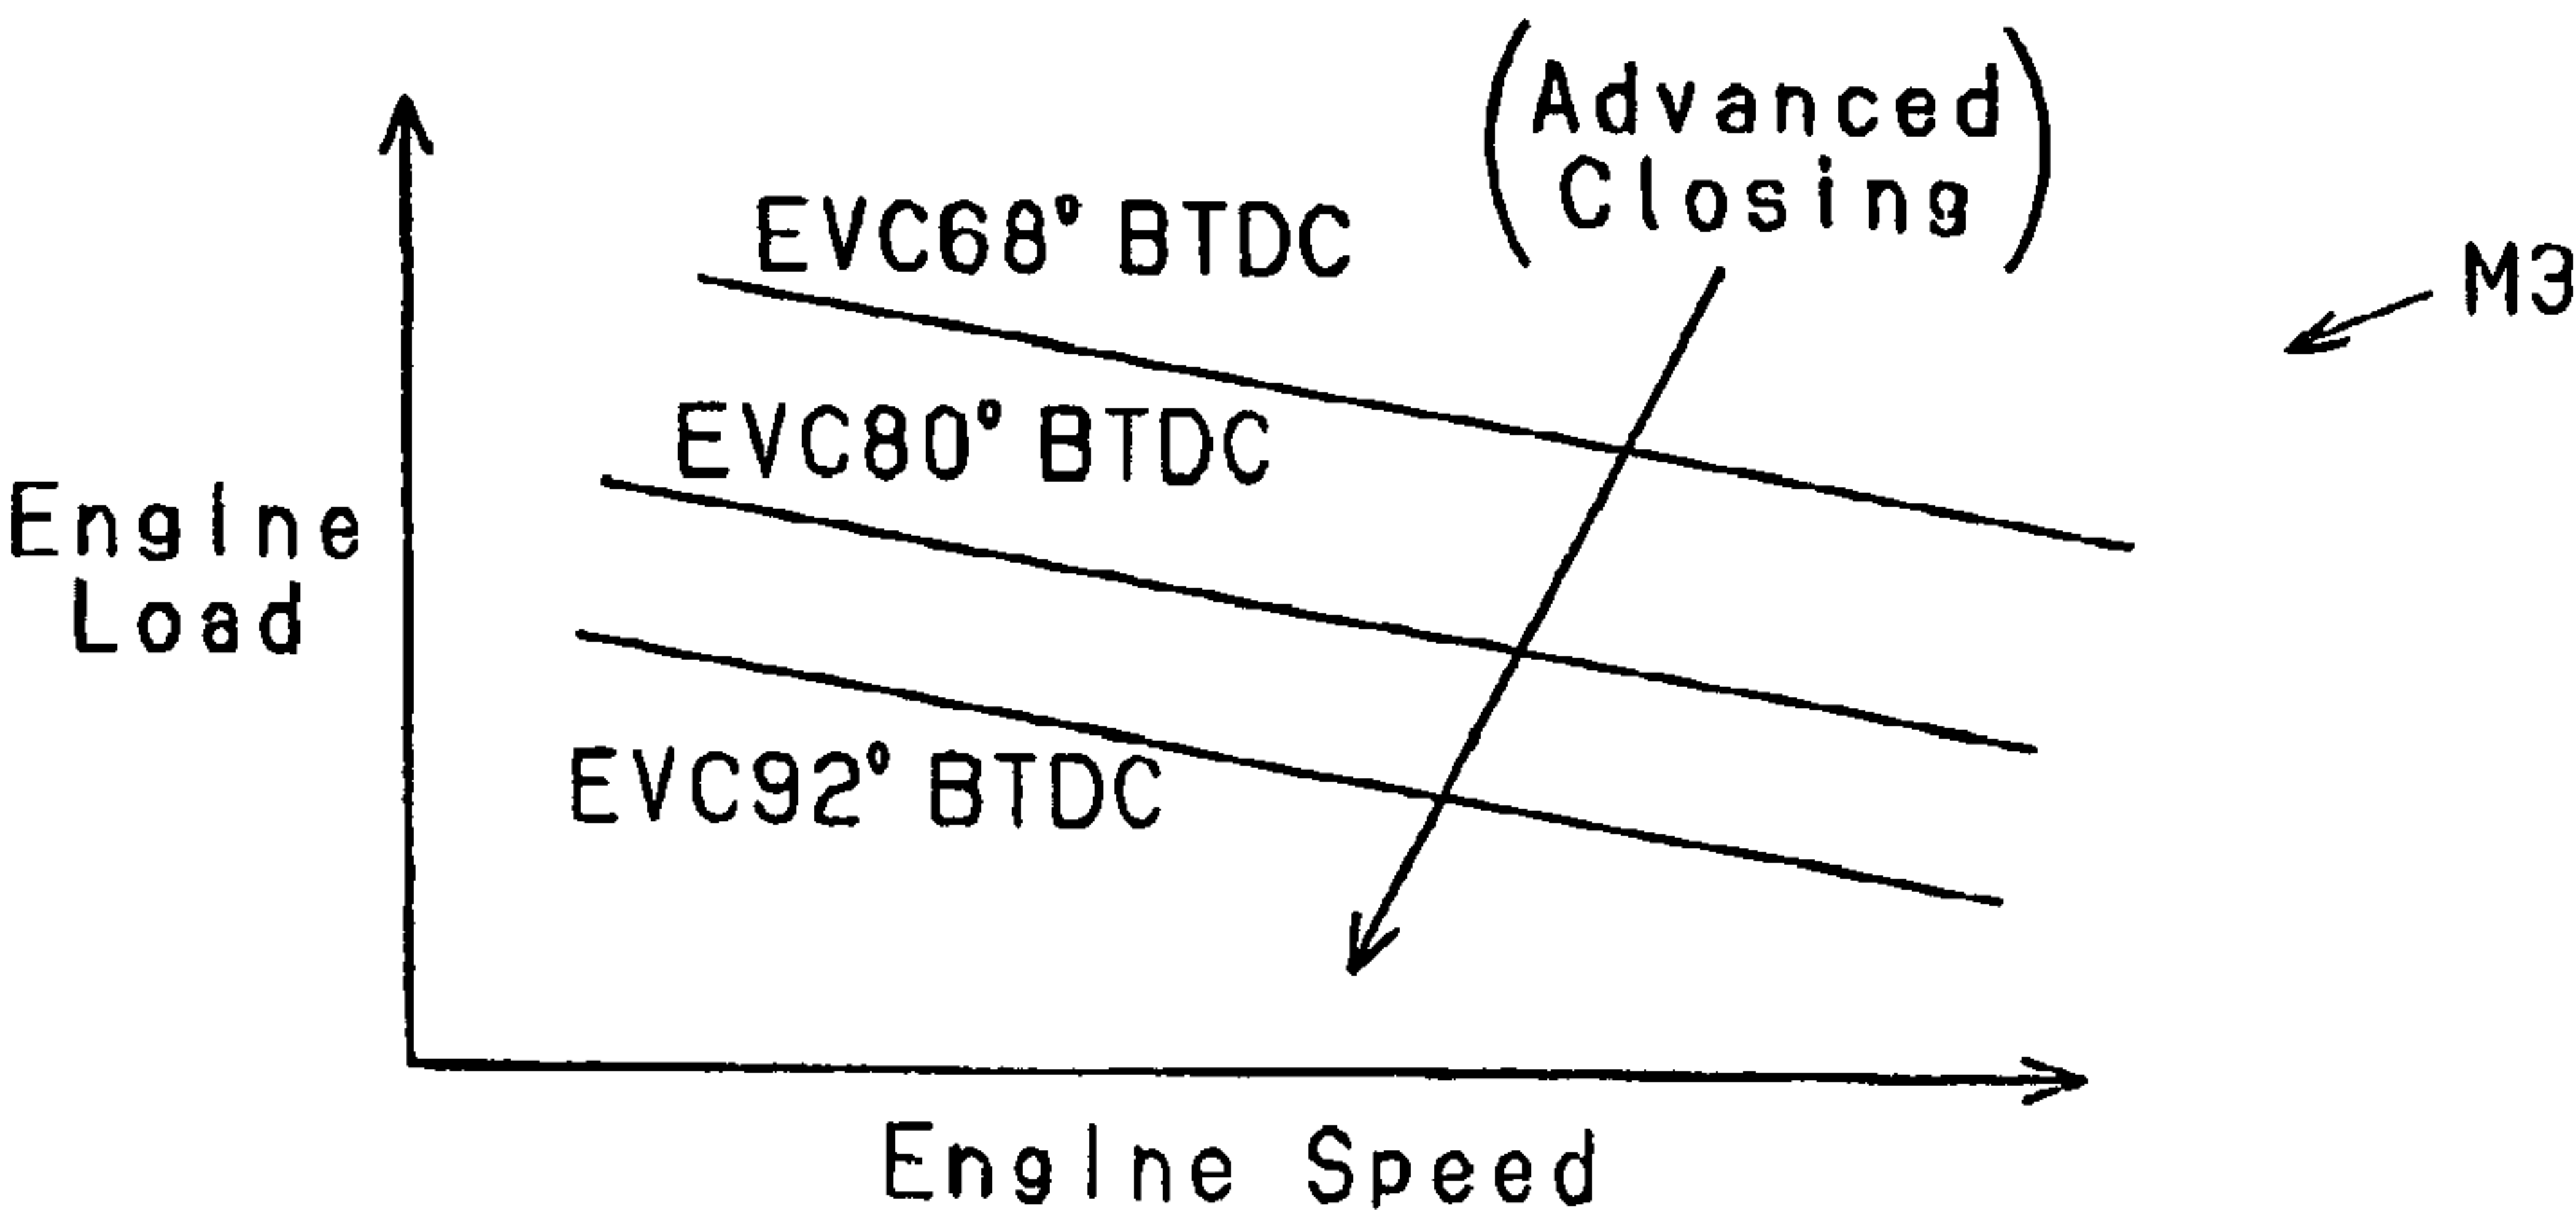 (Advanced
Closing)
EVC68° BTDC
M3
EVC80° BTDC
Engine
Load
EVC92° BTDC
Engine Speed